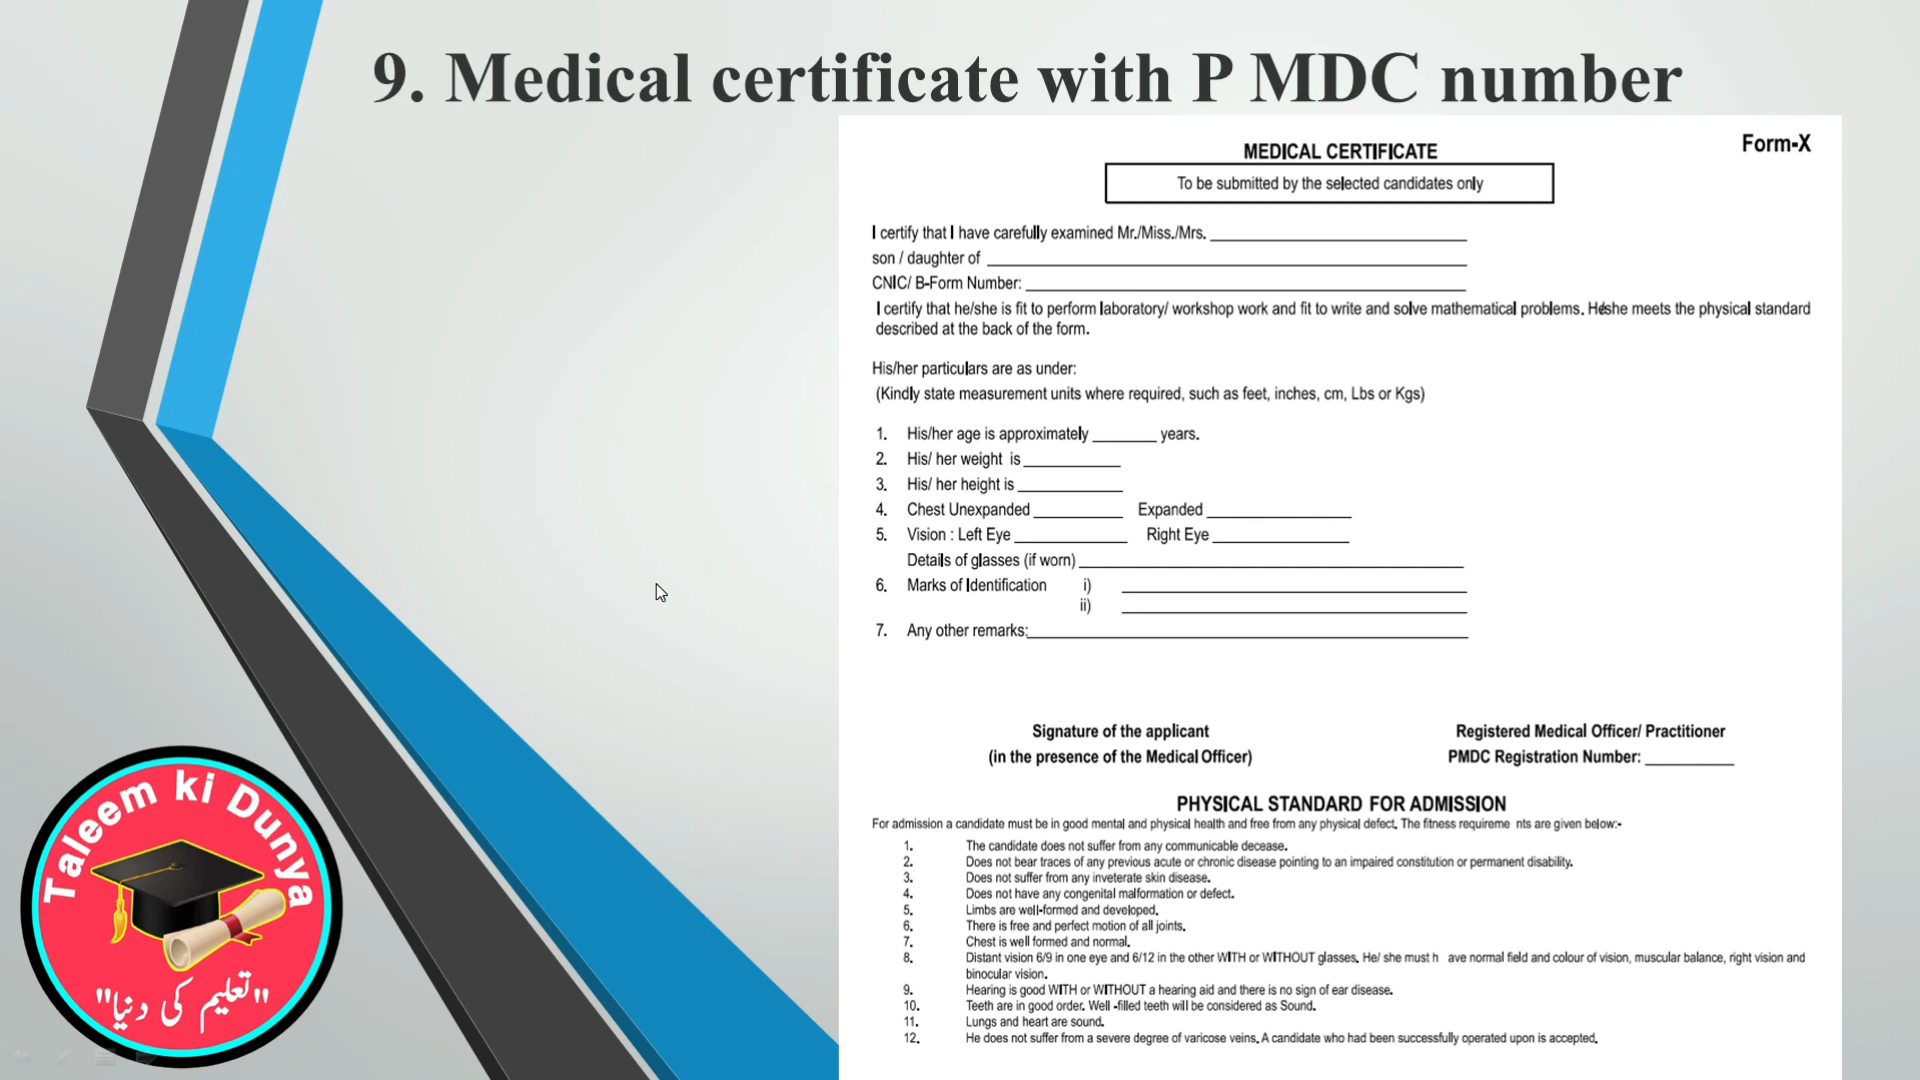 9. Medical certificate with P MDC number
Form-X
MEDICAL CERTIFICATE
To be submitted by the selected candidates only
I certify that I have carefully examined Mr./Miss./Mrs. ____________
son / daughter of ____________
CNIC/ B-Form Number: ____________
I certify that he/she is fit to perform laboratory/ workshop work and fit to write and solve mathematical problems. He/she meets the physical standard
described at the back of the form.
His/her particulars are as under:
(Kindly state measurement units where required, such as feet, inches, cm, Lbs or Kgs)
1. His/her age is approximately ________ years.
2. His/ her weight is ____________
3. His/ her height is ____________
4. Chest Unexpanded ____________ Expanded ____________
5. Vision : Left Eye ____________ Right Eye ____________
Details of glasses (if worn) ____________
6. Marks of Identification i) ____________
ii) ____________
7. Any other remarks: ____________
Signature of the applicant Registered Medical Officer/ Practitioner
(in the presence of the Medical Officer) PMDC Registration Number: ____________
PHYSICAL STANDARD FOR ADMISSION
For admission a candidate must be in good mental and physical health and free from any physical defect. The fitness requireme nts are given below:-
1. The candidate does not suffer from any communicable decease.
2. Does not bear traces of any previous acute or chronic disease pointing to an impaired constitution or permanent disability.
3. Does not suffer from any inveterate skin disease.
4. Does not have any congenital malformation or defect.
5. Limbs are well-formed and developed.
6. There is free and perfect motion of all joints.
7. Chest is well formed and normal.
8. Distant vision 6/9 in one eye and 6/12 in the other WITH or WITHOUT glasses. He/ she must h ave normal field and colour of vision, muscular balance, right vision and
binocular vision.
9. Hearing is good WITH or WITHOUT a hearing aid and there is no sign of ear disease.
10. Teeth are in good order. Well -filled teeth will be considered as Sound.
11. Lungs and heart are sound.
12. He does not suffer from a severe degree of varicose veins. A candidate who had been successfully operated upon is accepted.
Taleem ki Dunya
"تعلیم کی دنیا"